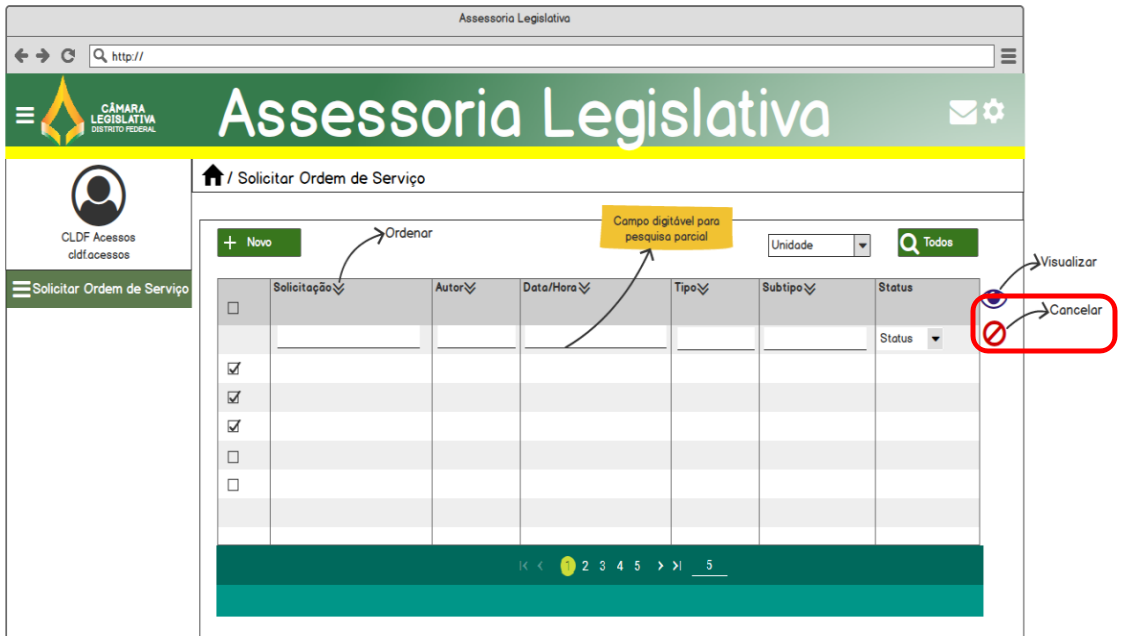 Assessoria Legislativa
http://
CÂMARA
LEGISLATIVA
DISTRITO FEDERAL
Assessoria Legislativa
/ Solicitar Ordem de Serviço
CLDF Acessos
cldf.acessos
Solicitar Ordem de Serviço
Novo
Ordenar
Campo digitável para
pesquisa parcial
Unidade
Todos
Visualizar
Cancelar
Solicitação Autor Data/Hora Tipo Subtipo Status
Status
1 2 3 4 5 5